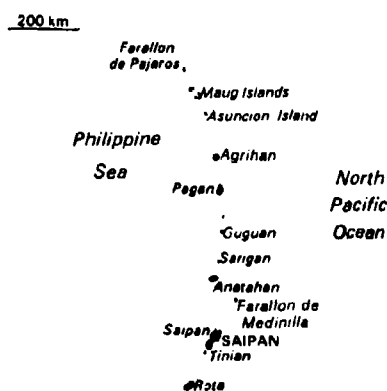 200 km
Farallon
de Pajaros
Maug Islands
Asuncion Island
Philippine
Sea
Agrihan
Pagan
North
Pacific
Ocean
Guguan
Sarigan
Anatahan
Farallon de
Medinilla
Saipan
SAIPAN
Tinian
Rota